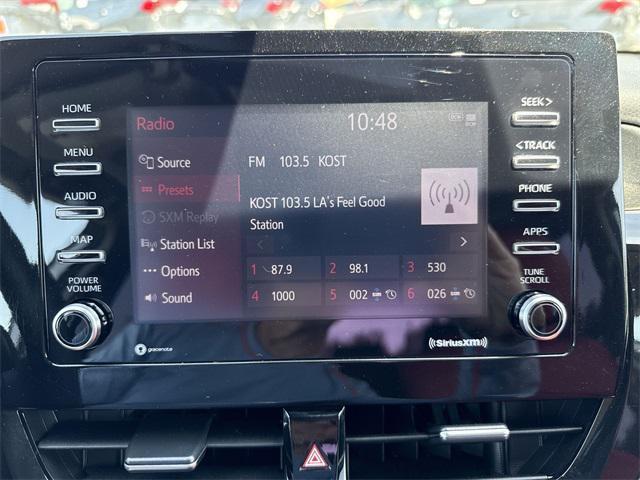 HOME
MENU
AUDIO
MAP
POWER
VOLUME
Radio
10:48
Source
Presets
SXM Replay
Station List
Options
Sound
FM 103.5 KOST
KOST 103.5 LA's Feel Good
Station
1 87.9 2 98.1 3 530
4 1000 5 002 6 026
SEEK >
< TRACK
PHONE
APPS
TUNE
SCROLL
gracenote
((SiriusXM))